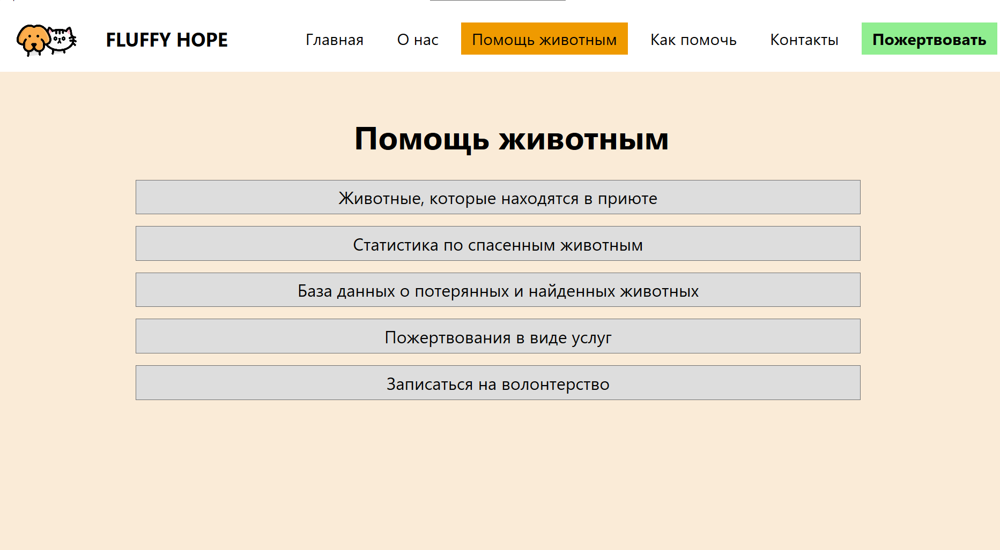 FLUFFY HOPE
Главная
О нас
Помощь животным
Как помочь
Контакты
Пожертвовать
Помощь животным
Животные, которые находятся в приюте
Статистика по спасенным животным
База данных о потерянных и найденных животных
Пожертвования в виде услуг
Записаться на волонтерство